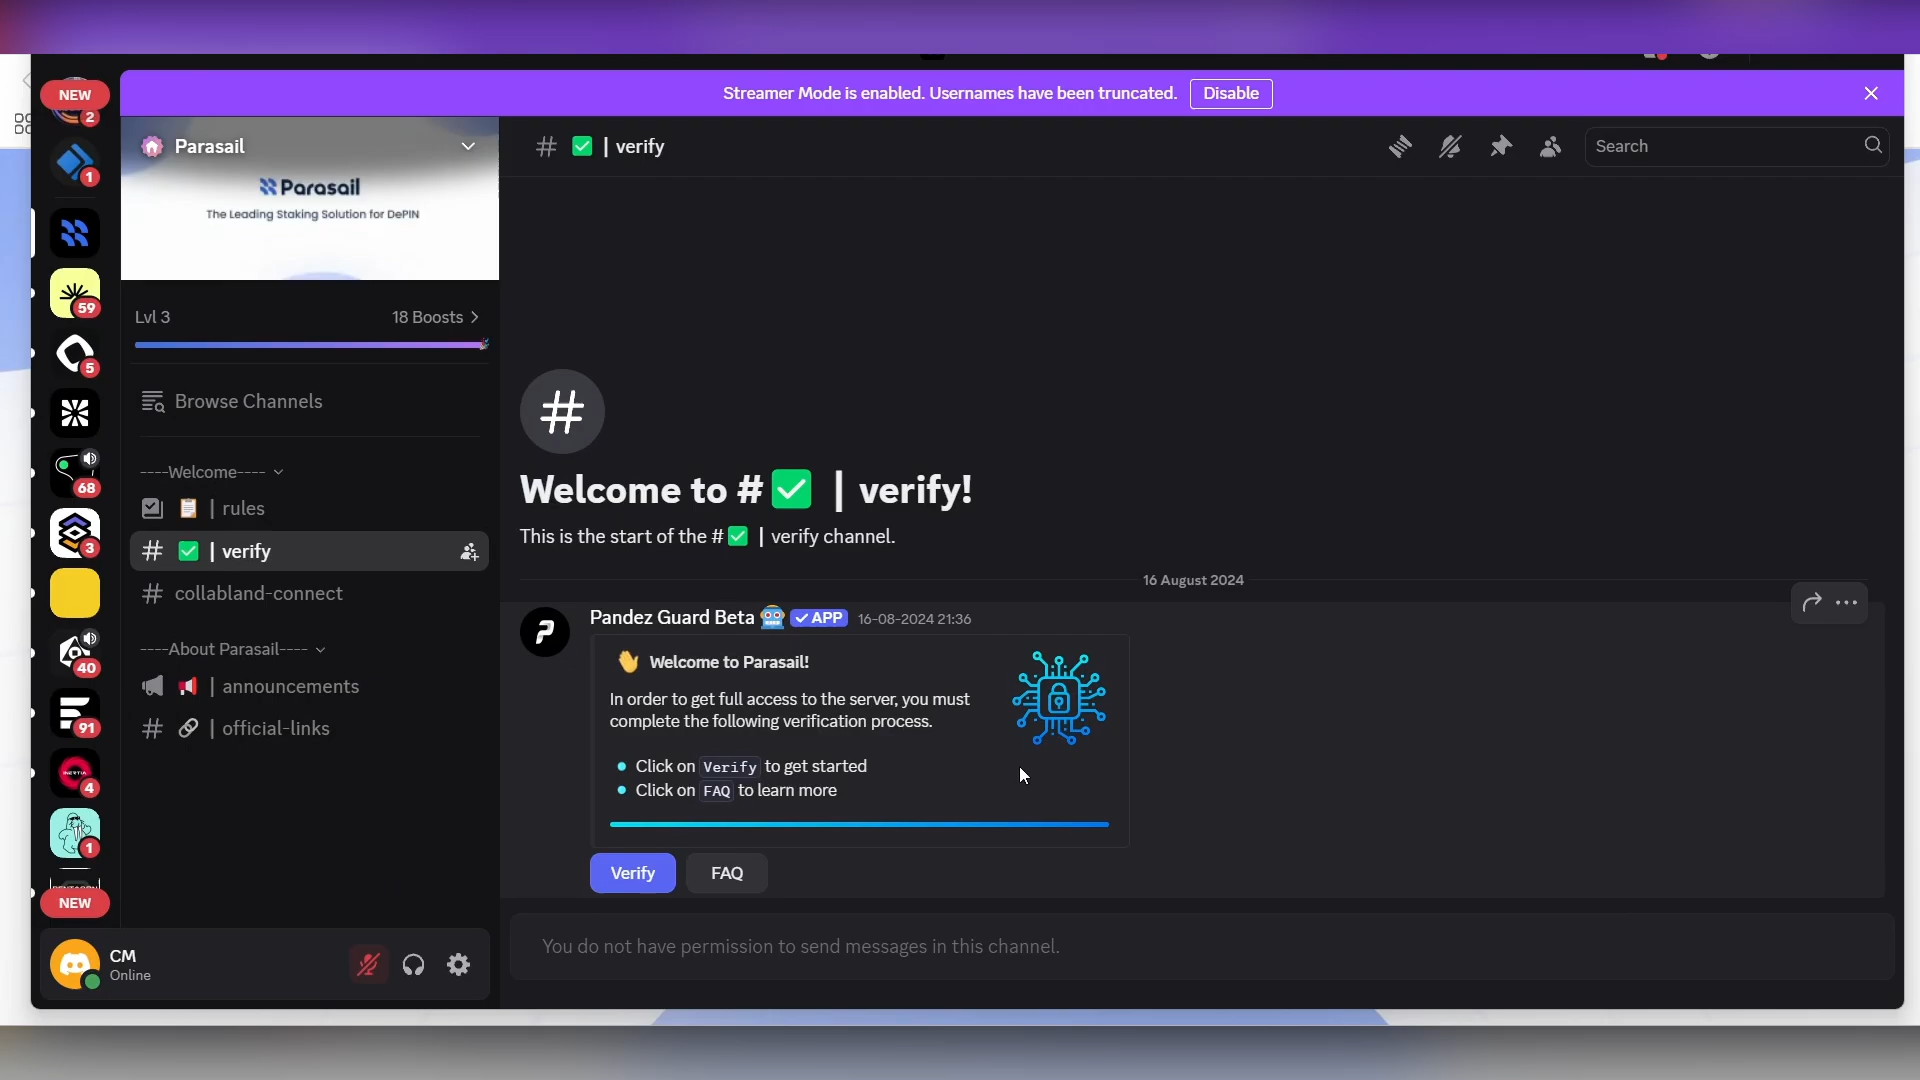 NEW
2
1
59
5
68
3
40
91
INERTIA
4
1
NEW
Streamer Mode is enabled. Usernames have been truncated.
Disable
Parasail
Parasail
The Leading Staking Solution for DePIN
Lvl 3
18 Boosts
Browse Channels
----Welcome----
| rules
# ✅ | verify
# collabland-connect
----About Parasail----
| announcements
# | official-links
CM
Online
# ✅ | verify
Search
#
Welcome to #✅ | verify!
This is the start of the #✅ | verify channel.
16 August 2024
Pandez Guard Beta 🤖 ✓ APP 16-08-2024 21:36
👋 Welcome to Parasail!
In order to get full access to the server, you must
complete the following verification process.
• Click on Verify to get started
• Click on FAQ to learn more
Verify
FAQ
You do not have permission to send messages in this channel.